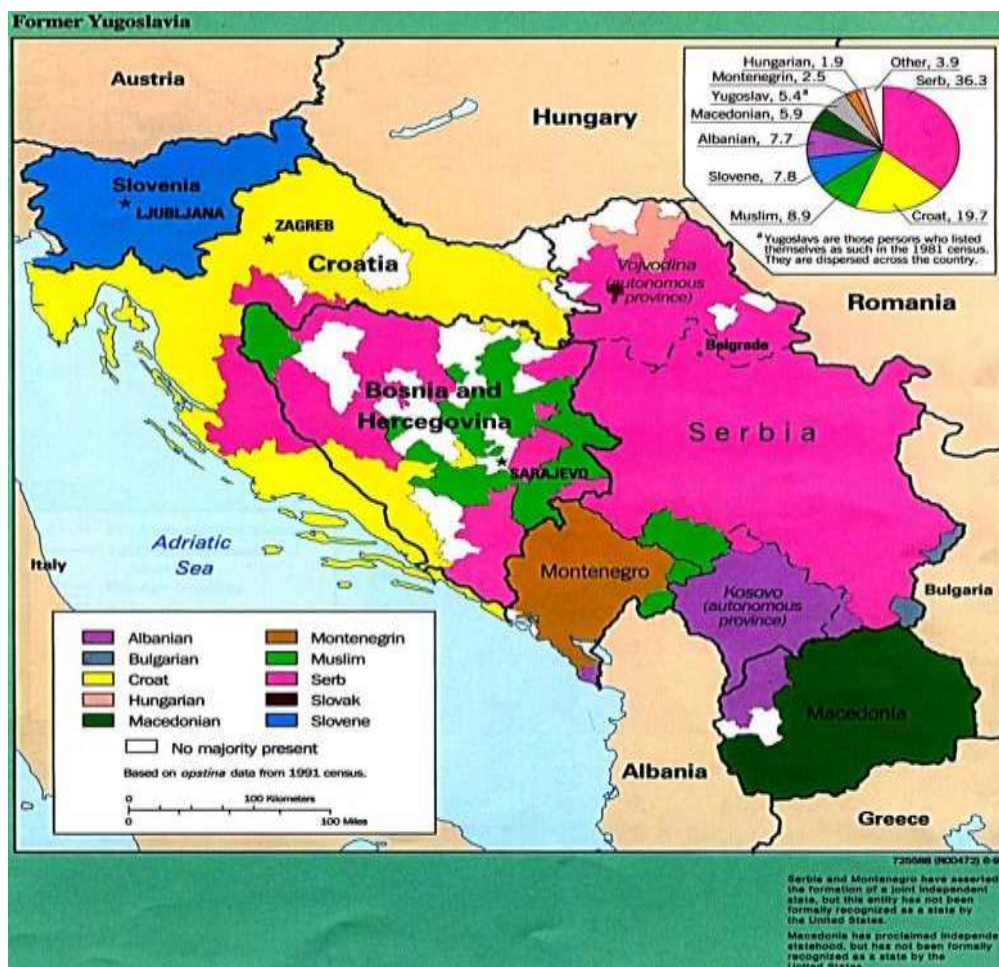 Former Yugoslavia
Austria
Hungary
Hungarian, 1.9
Other, 3.9
Montenegrin, 2.5
Serb, 36.3
Yugoslav, 5.4a
Macedonian, 5.9
Albanian, 7.7
Slovene, 7.8
Muslim, 8.9
Croat, 19.7
a Yugoslavs are those persons who listed
themselves as such in the 1981 census.
They are dispersed across the country.
Slovenia
LJUBLJANA
ZAGREB
Croatia
Vojvodina
(autonomous
province)
Romania
Belgrade
Bosnia and
Hercegovina
Serbia
SARAJEVO
Adriatic
Sea
Italy
Montenegro
Kosovo
(autonomous
province)
Bulgaria
Macedonia
Albania
Greece
Albanian
Bulgarian
Croat
Hungarian
Macedonian
Montenegrin
Muslim
Serb
Slovak
Slovene
No majority present
Based on opstina data from 1991 census.
0 100 Kilometers
0 100 Miles
(R00472)
Serbia and Montenegro have asserted
the formation of a joint independent
state, but this entity has not been
formally recognized as a state by
the United States.
Macedonia has proclaimed independe
statehood, but has not been formally
recognized as a state by the
United States.